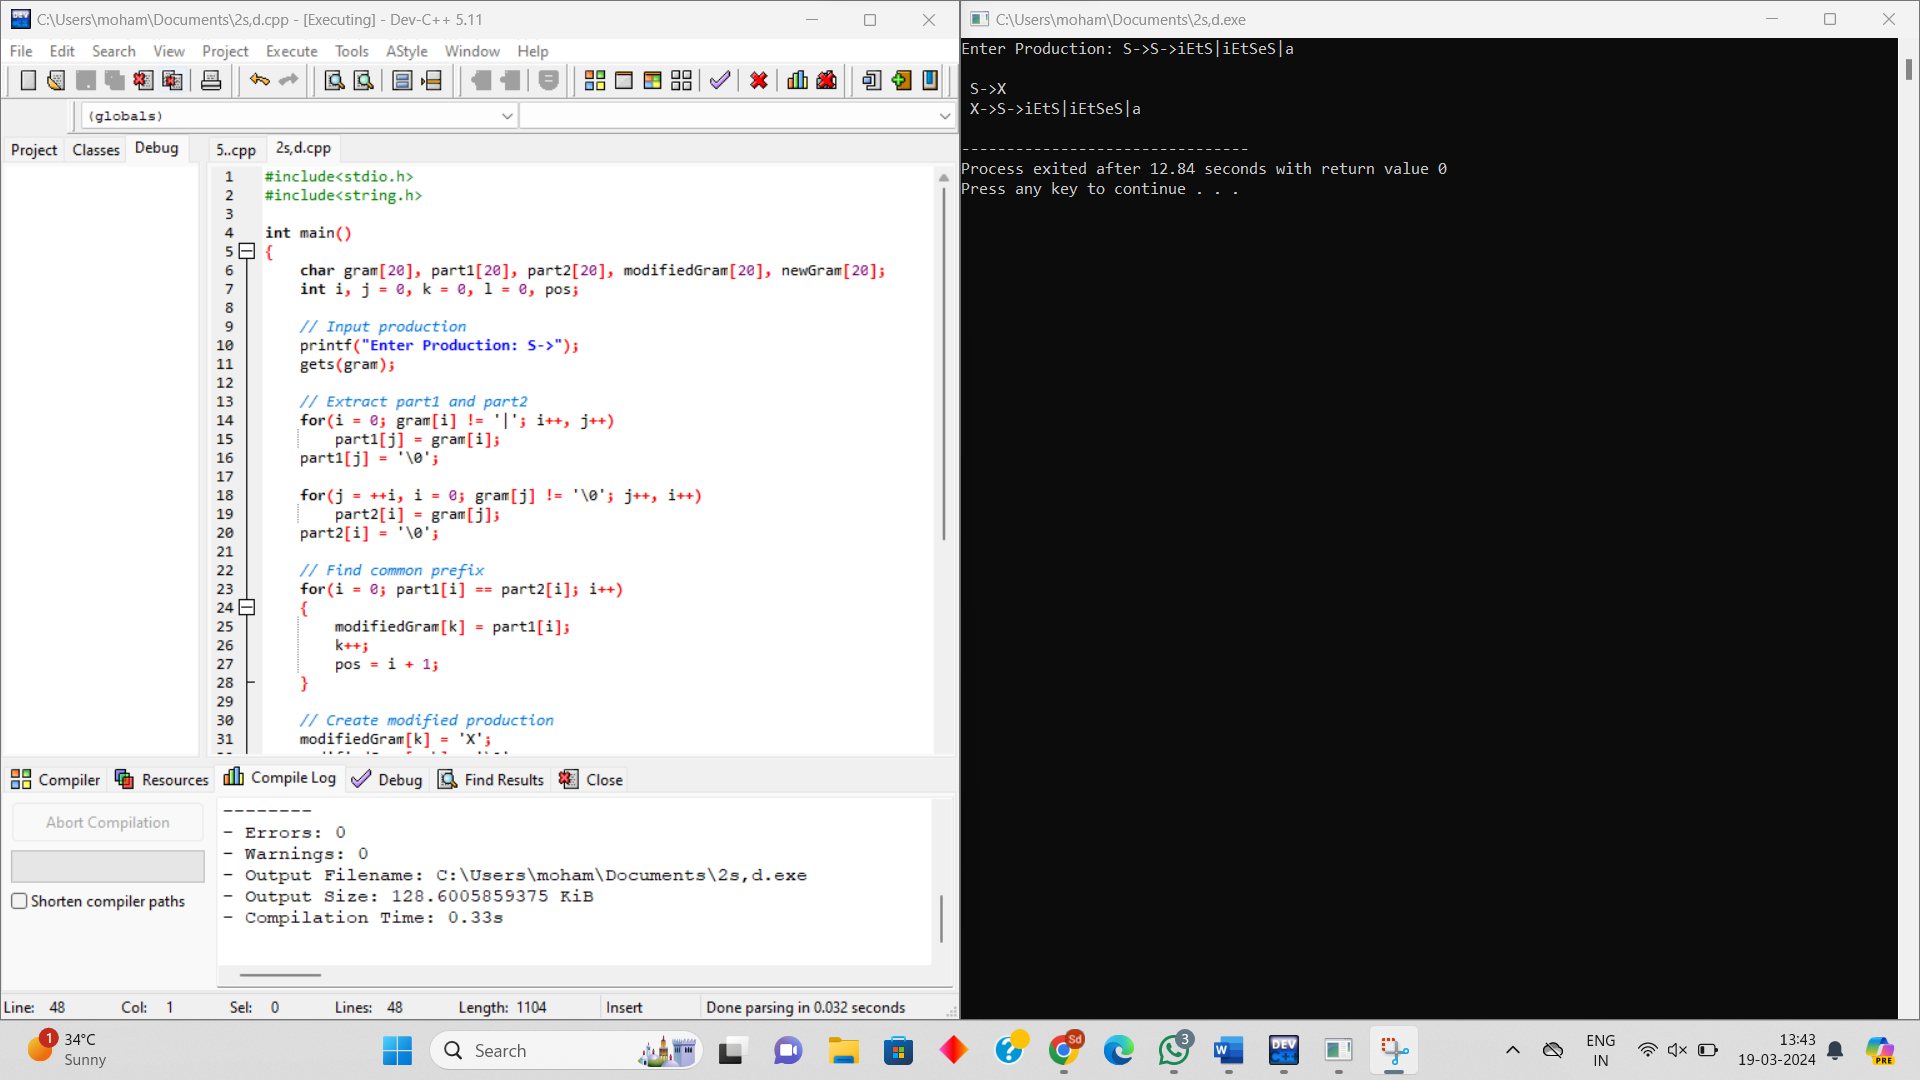 C:\Users\moham\Documents\2s,d.cpp - [Executing] - Dev-C++ 5.11
File Edit Search View Project Execute Tools AStyle Window Help
(globals)
Project Classes Debug
5..cpp 2s,d.cpp
1 #include<stdio.h>
2 #include<string.h>
3
4 int main()
5 {
6 char gram[20], part1[20], part2[20], modifiedGram[20], newGram[20];
7 int i, j = 0, k = 0, l = 0, pos;
8
9 // Input production
10 printf("Enter Production: S->");
11 gets(gram);
12
13 // Extract part1 and part2
14 for(i = 0; gram[i] != '|'; i++, j++)
15 part1[j] = gram[i];
16 part1[j] = '\0';
17
18 for(j = ++i, i = 0; gram[j] != '\0'; j++, i++)
19 part2[i] = gram[j];
20 part2[i] = '\0';
21
22 // Find common prefix
23 for(i = 0; part1[i] == part2[i]; i++)
24 {
25 modifiedGram[k] = part1[i];
26 k++;
27 pos = i + 1;
28 }
29
30 // Create modified production
31 modifiedGram[k] = 'X';
Compiler Resources Compile Log Debug Find Results Close
Abort Compilation
Shorten compiler paths
--------
- Errors: 0
- Warnings: 0
- Output Filename: C:\Users\moham\Documents\2s,d.exe
- Output Size: 128.6005859375 KiB
- Compilation Time: 0.33s
Line: 48 Col: 1 Sel: 0 Lines: 48 Length: 1104 Insert Done parsing in 0.032 seconds
C:\Users\moham\Documents\2s,d.exe
Enter Production: S->S->iEtS|iEtSeS|a
S->X
X->S->iEtS|iEtSeS|a
--------------------------------
Process exited after 12.84 seconds with return value 0
Press any key to continue . . .
1
34°C
Sunny
Search
Sd
3
W
DEV
C++
ENG
IN
13:43
19-03-2024
PRE